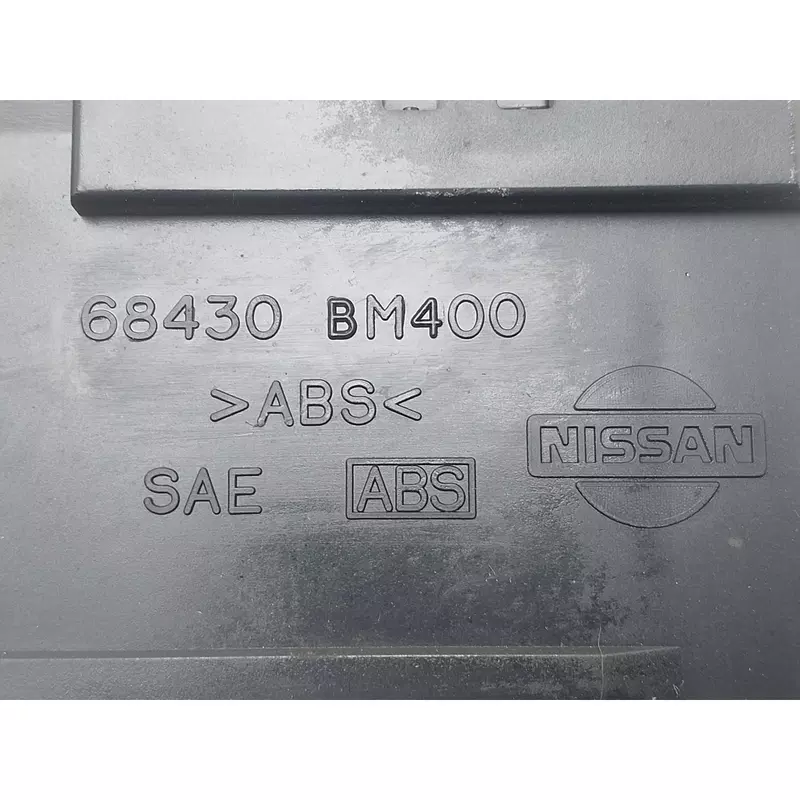 68430 BM400
>ABS<
NISSAN
SAE ABS